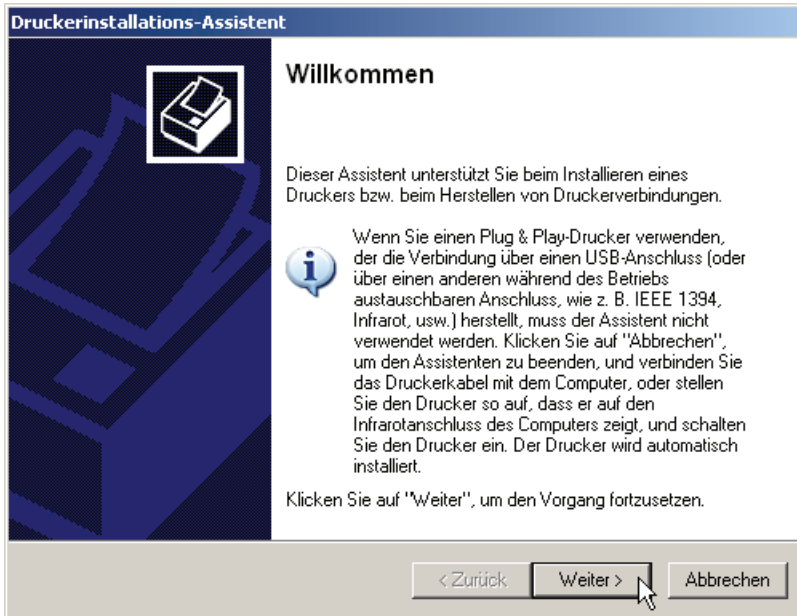 Druckerinstallations-Assistent
Willkommen
Dieser Assistent unterstützt Sie beim Installieren eines
Druckers bzw. beim Herstellen von Druckerverbindungen.
Wenn Sie einen Plug & Play-Drucker verwenden,
der die Verbindung über einen USB-Anschluss (oder
über einen anderen während des Betriebs
austauschbaren Anschluss, wie z. B. IEEE 1394,
Infrarot, usw.) herstellt, muss der Assistent nicht
verwendet werden. Klicken Sie auf "Abbrechen",
um den Assistenten zu beenden, und verbinden Sie
das Druckerkabel mit dem Computer, oder stellen
Sie den Drucker so auf, dass er auf den
Infrarotanschluss des Computers zeigt, und schalten
Sie den Drucker ein. Der Drucker wird automatisch
installiert.
Klicken Sie auf "Weiter", um den Vorgang fortzusetzen.
< Zurück Weiter > Abbrechen